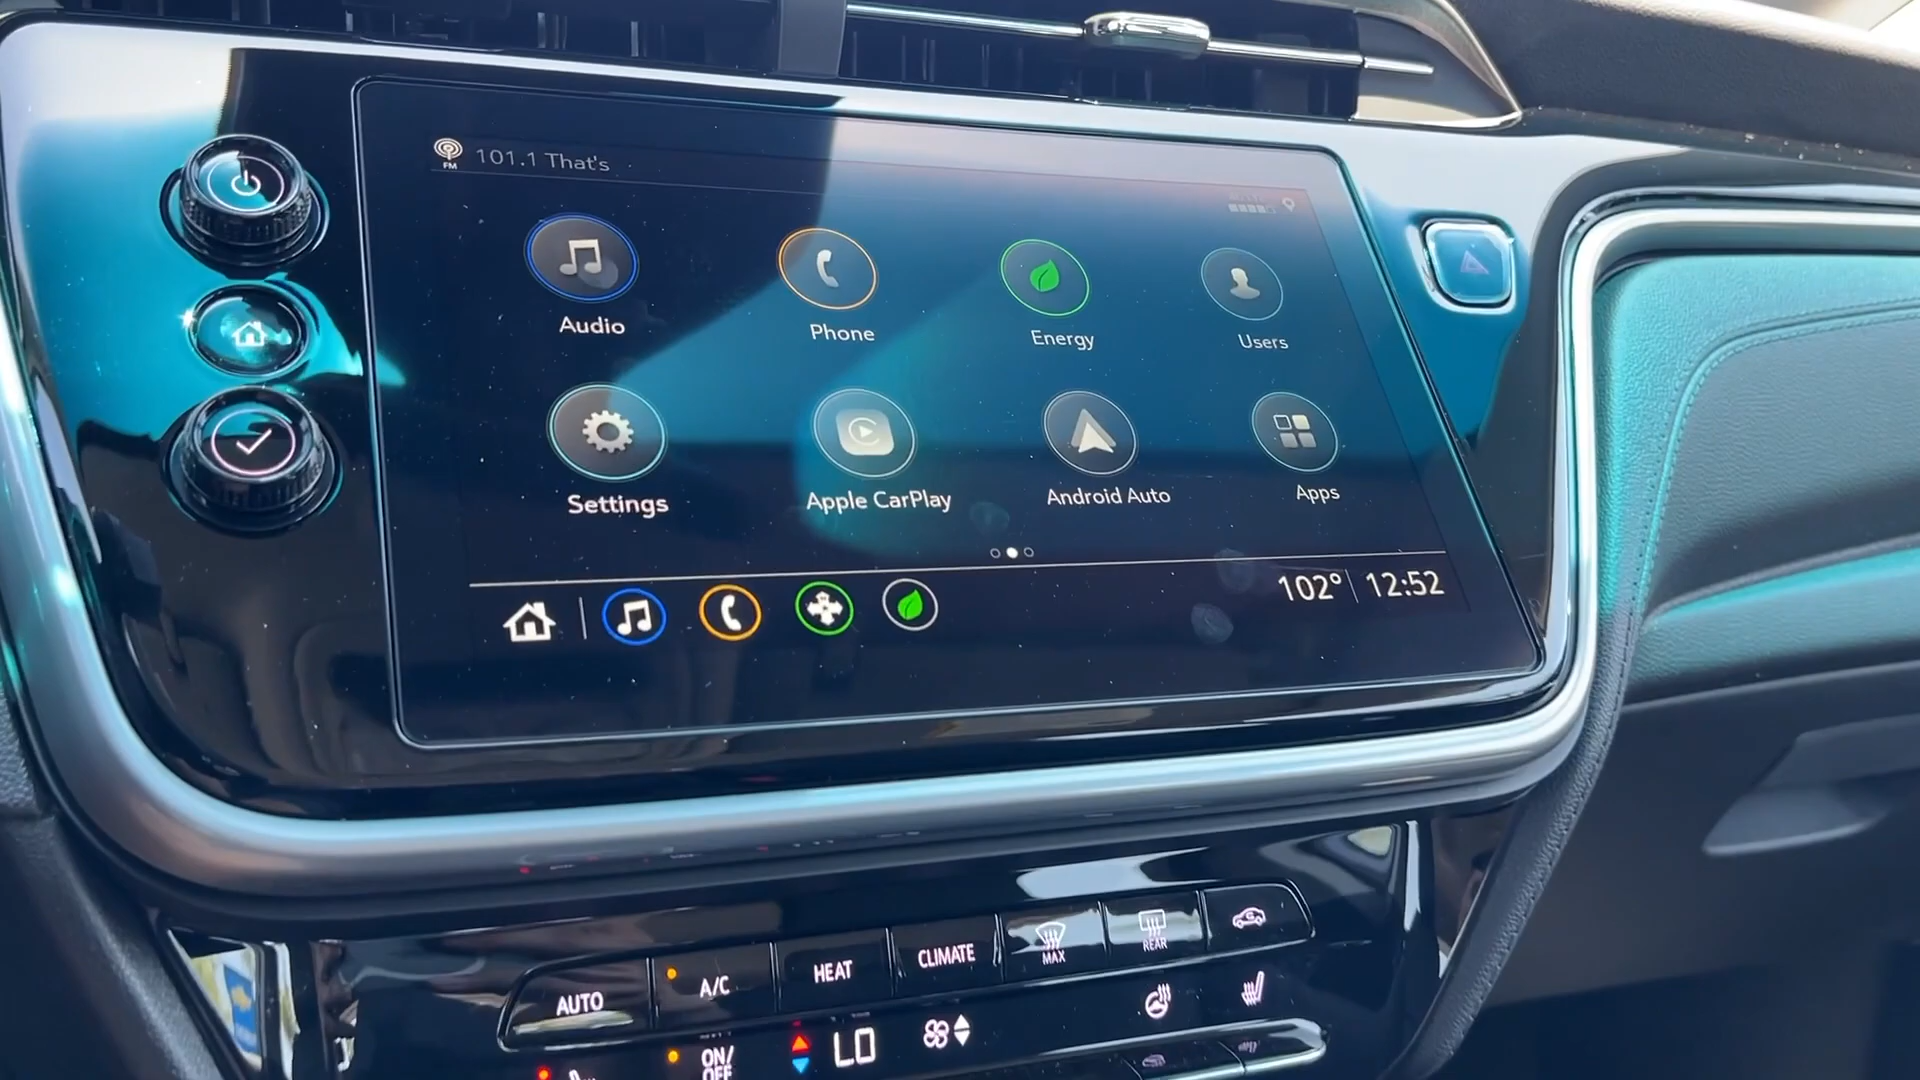 FM
101.1 That's
Audio
Phone
Energy
Users
Settings
Apple CarPlay
Android Auto
Apps
102°
12:52
AUTO
A/C
HEAT
CLIMATE
MAX
REAR
ON/
OFF
LO